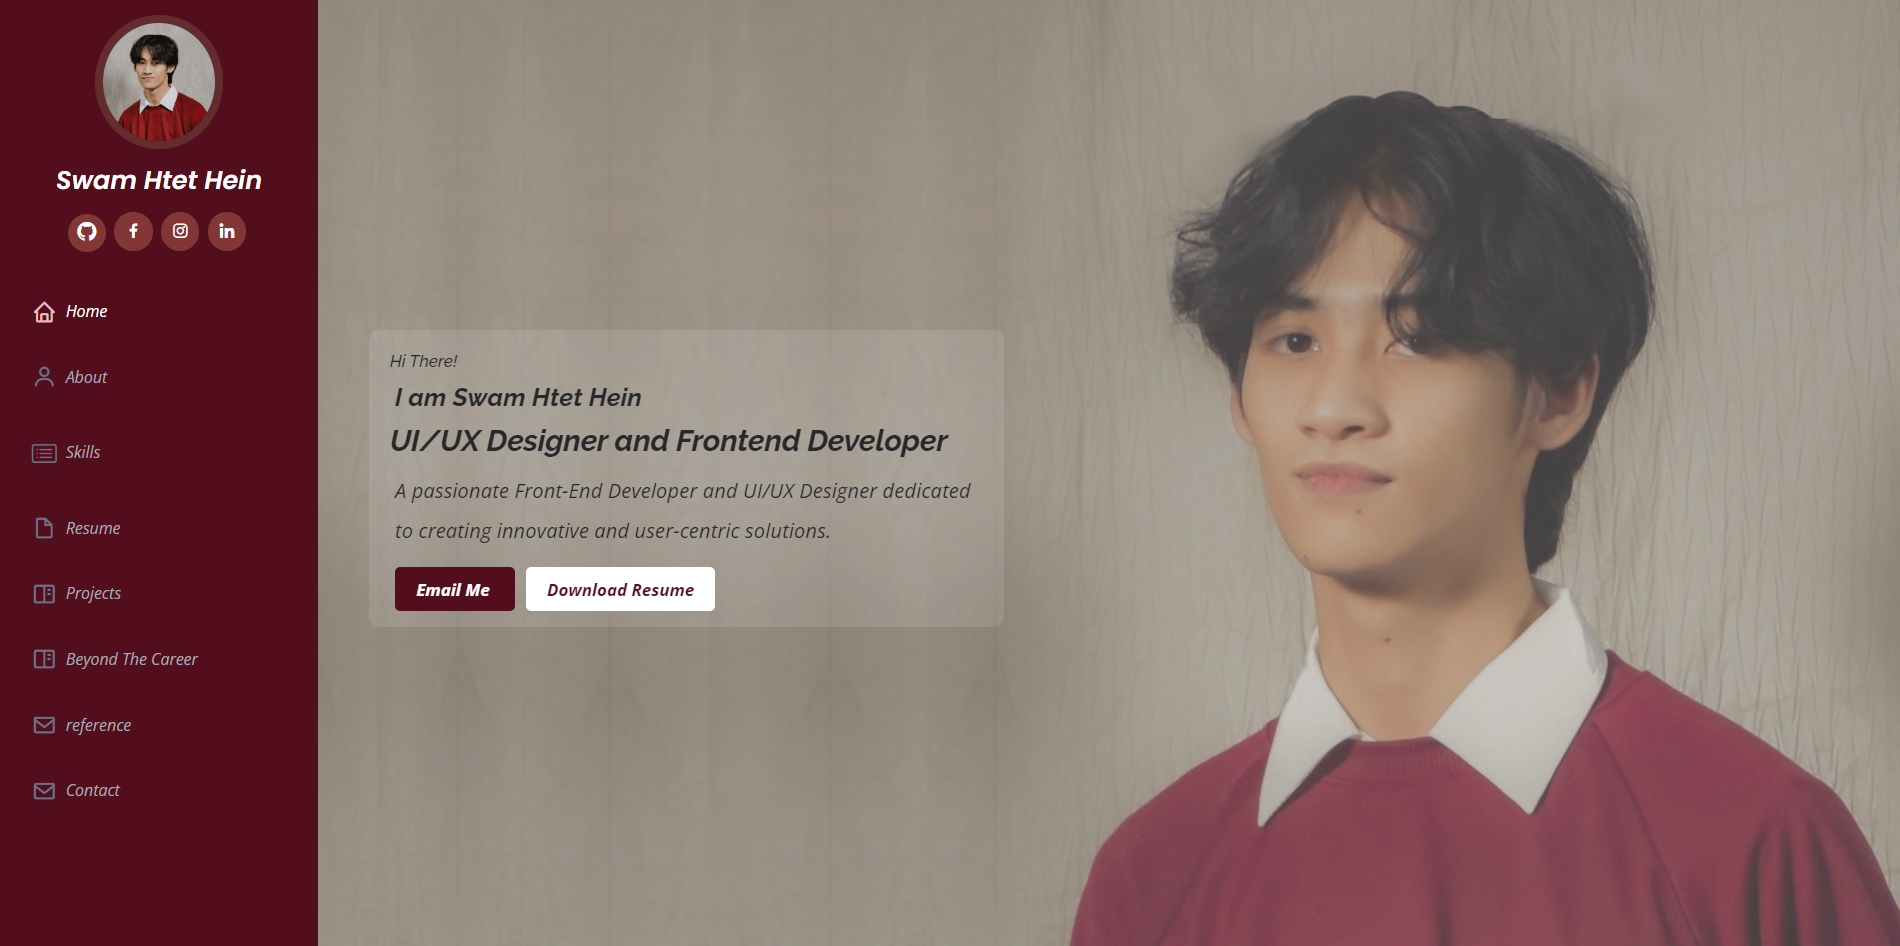 Swam Htet Hein
Home
About
Skills
Resume
Projects
Beyond The Career
reference
Contact
Hi There!
I am Swam Htet Hein
UI/UX Designer and Frontend Developer
A passionate Front-End Developer and UI/UX Designer dedicated
to creating innovative and user-centric solutions.
Email Me
Download Resume